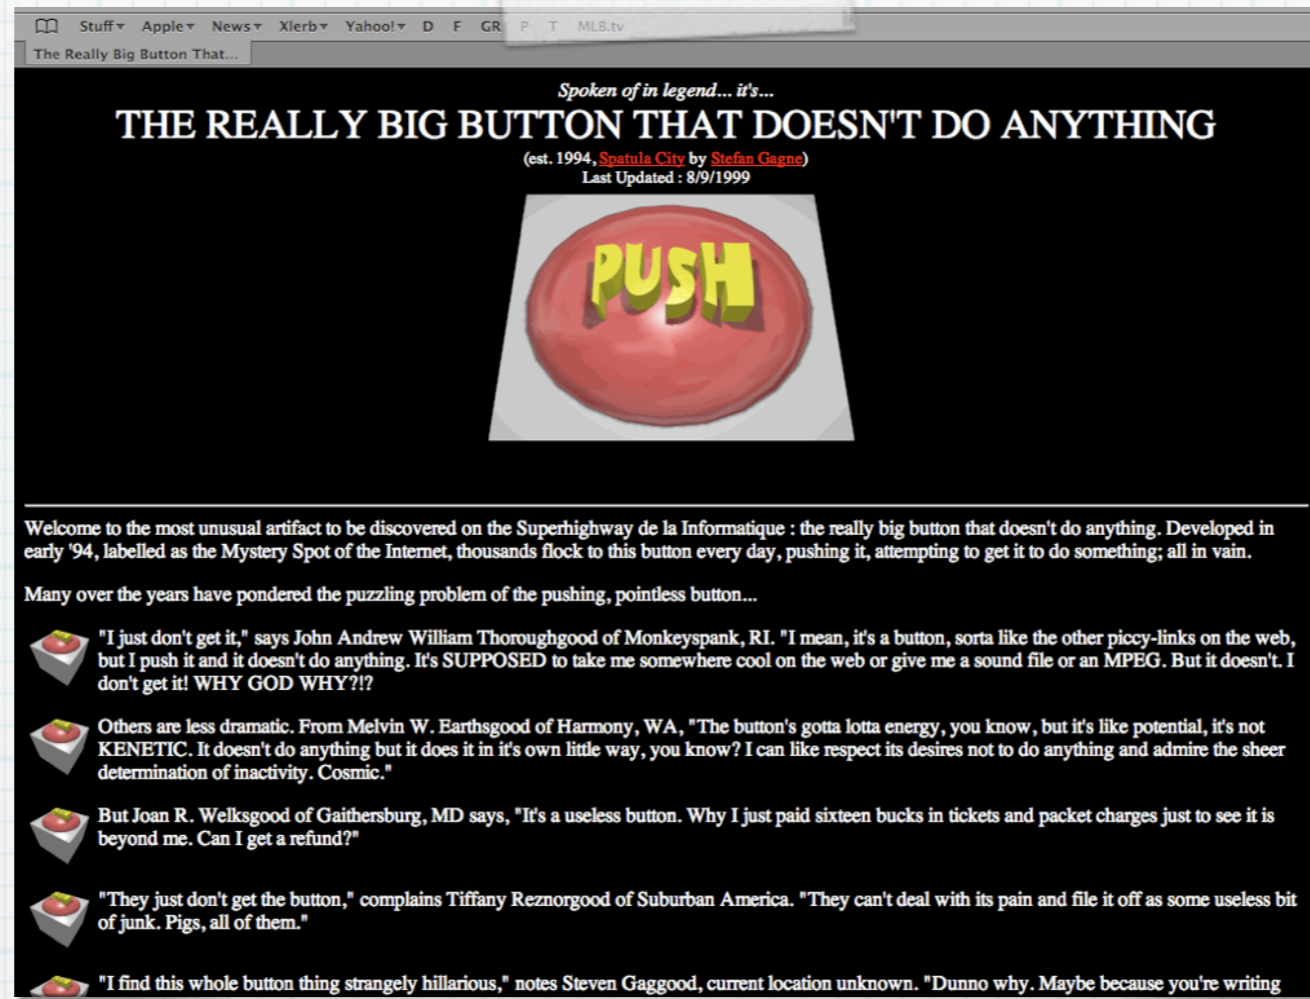 Stuff Apple News Xlerb Yahoo! D F GR P T MLB.tv
The Really Big Button That...
Spoken of in legend... it's...
THE REALLY BIG BUTTON THAT DOESN'T DO ANYTHING
(est. 1994, Spatula City by Stefan Gagne)
Last Updated : 8/9/1999
PUSH
Welcome to the most unusual artifact to be discovered on the Superhighway de la Informatique : the really big button that doesn't do anything. Developed in
early '94, labelled as the Mystery Spot of the Internet, thousands flock to this button every day, pushing it, attempting to get it to do something; all in vain.
Many over the years have pondered the puzzling problem of the pushing, pointless button...
"I just don't get it," says John Andrew William Thoroughgood of Monkeyspank, RI. "I mean, it's a button, sorta like the other piccy-links on the web,
but I push it and it doesn't do anything. It's SUPPOSED to take me somewhere cool on the web or give me a sound file or an MPEG. But it doesn't. I
don't get it! WHY GOD WHY?!?
Others are less dramatic. From Melvin W. Earthsgood of Harmony, WA, "The button's gotta lotta energy, you know, but it's like potential, it's not
KENETIC. It doesn't do anything but it does it in it's own little way, you know? I can like respect its desires not to do anything and admire the sheer
determination of inactivity. Cosmic."
But Joan R. Welksgood of Gaithersburg, MD says, "It's a useless button. Why I just paid sixteen bucks in tickets and packet charges just to see it is
beyond me. Can I get a refund?"
"They just don't get the button," complains Tiffany Reznorgood of Suburban America. "They can't deal with its pain and file it off as some useless bit
of junk. Pigs, all of them."
"I find this whole button thing strangely hillarious," notes Steven Gaggood, current location unknown. "Dunno why. Maybe because you're writing